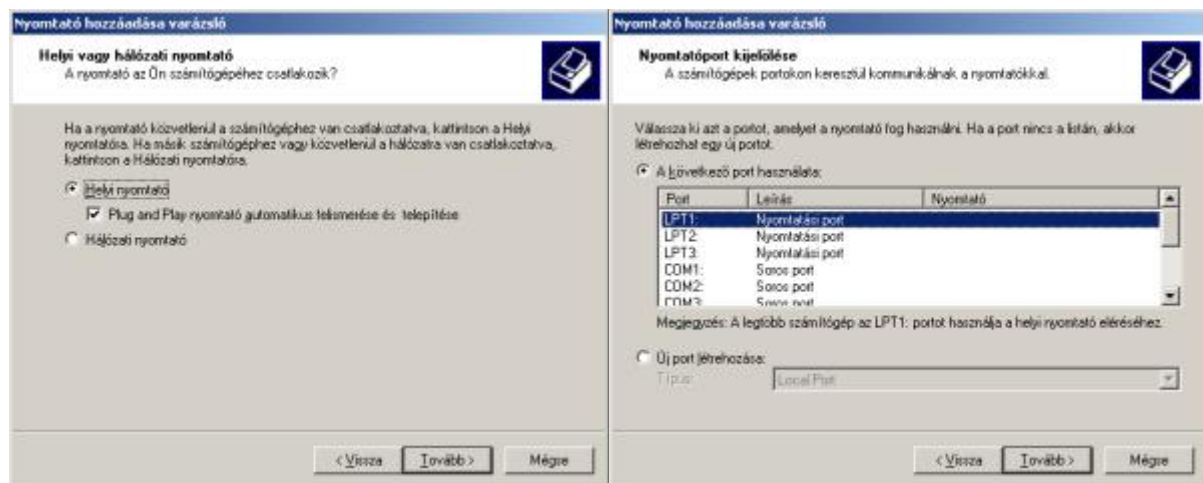 Nyomtató hozzáadása varázsló
Helyi vagy hálózati nyomtató
A nyomtató az Ön számítógépéhez csatlakozik?
Ha a nyomtató közvetlenül a számítógéphez van csatlakoztatva, kattintson a Helyi
nyomtatóra. Ha másik számítógéphez vagy közvetlenül a hálózatra van csatlakoztatva,
kattintson a Hálózati nyomtatóra.
Helyi nyomtató
Plug and Play nyomtató automatikus felismerése és telepítése
Hálózati nyomtató
< Vissza
Tovább >
Mégse
Nyomtató hozzáadása varázsló
Nyomtatóport kijelölése
A számítógépek portokon keresztül kommunikálnak a nyomtatókkal.
Válassza ki azt a portot, amelyet a nyomtató fog használni. Ha a port nincs a listán, akkor
létrehozhat egy új portot.
A következő port használata:
Port Leírás Nyomtató
LPT1: Nyomtatási port
LPT2: Nyomtatási port
LPT3: Nyomtatási port
COM1: Soros port
COM2: Soros port
COM3: Soros port
Megjegyzés: A legtöbb számítógép az LPT1: portot használja a helyi nyomtató eléréséhez.
Új port létrehozása:
Típus: Local Port
< Vissza
Tovább >
Mégse